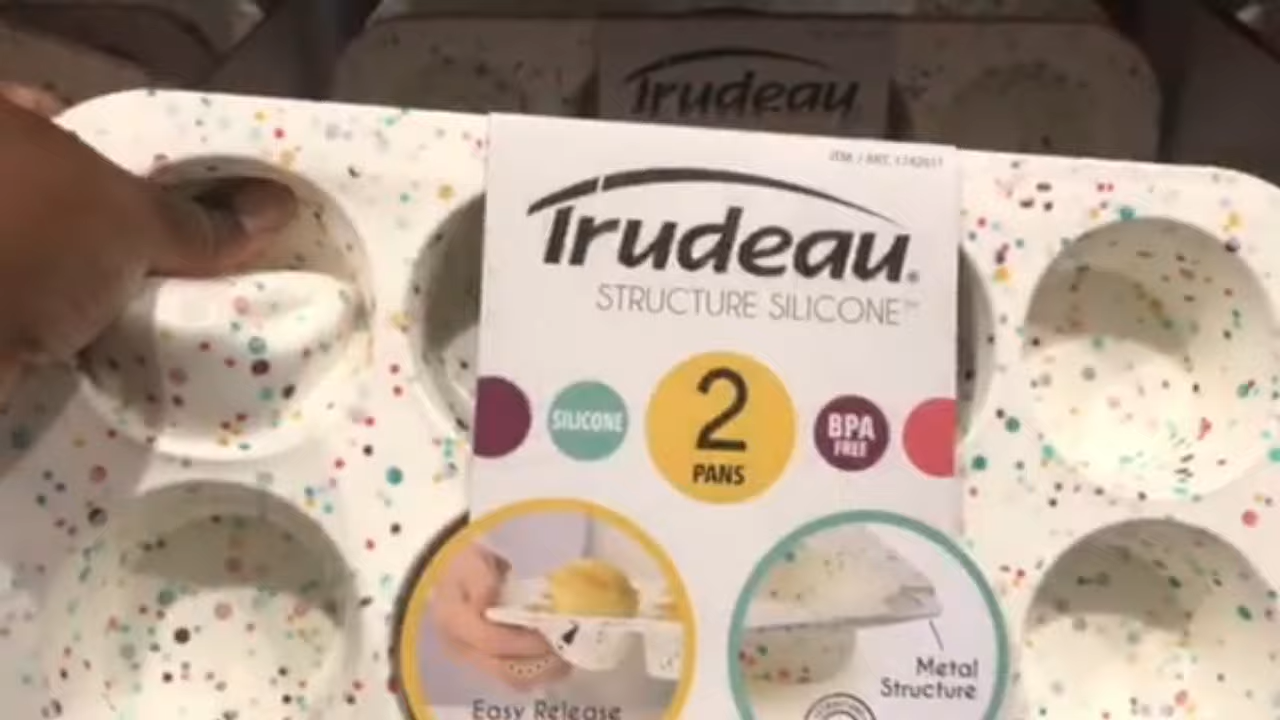 Trudeau
Trudeau®
STRUCTURE SILICONE™
SILICONE
2
PANS
BPA
FREE
Metal
Structure
Easy Release